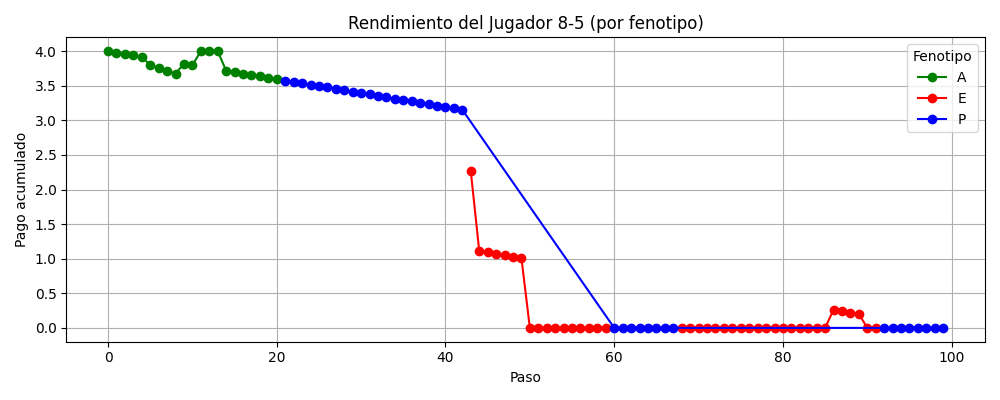 Rendimiento del Jugador 8-5 (por fenotipo)
Pago acumulado
4.0
3.5
3.0
2.5
2.0
1.5
1.0
0.5
0.0
Fenotipo
A
E
P
0 20 40 60 80 100
Paso